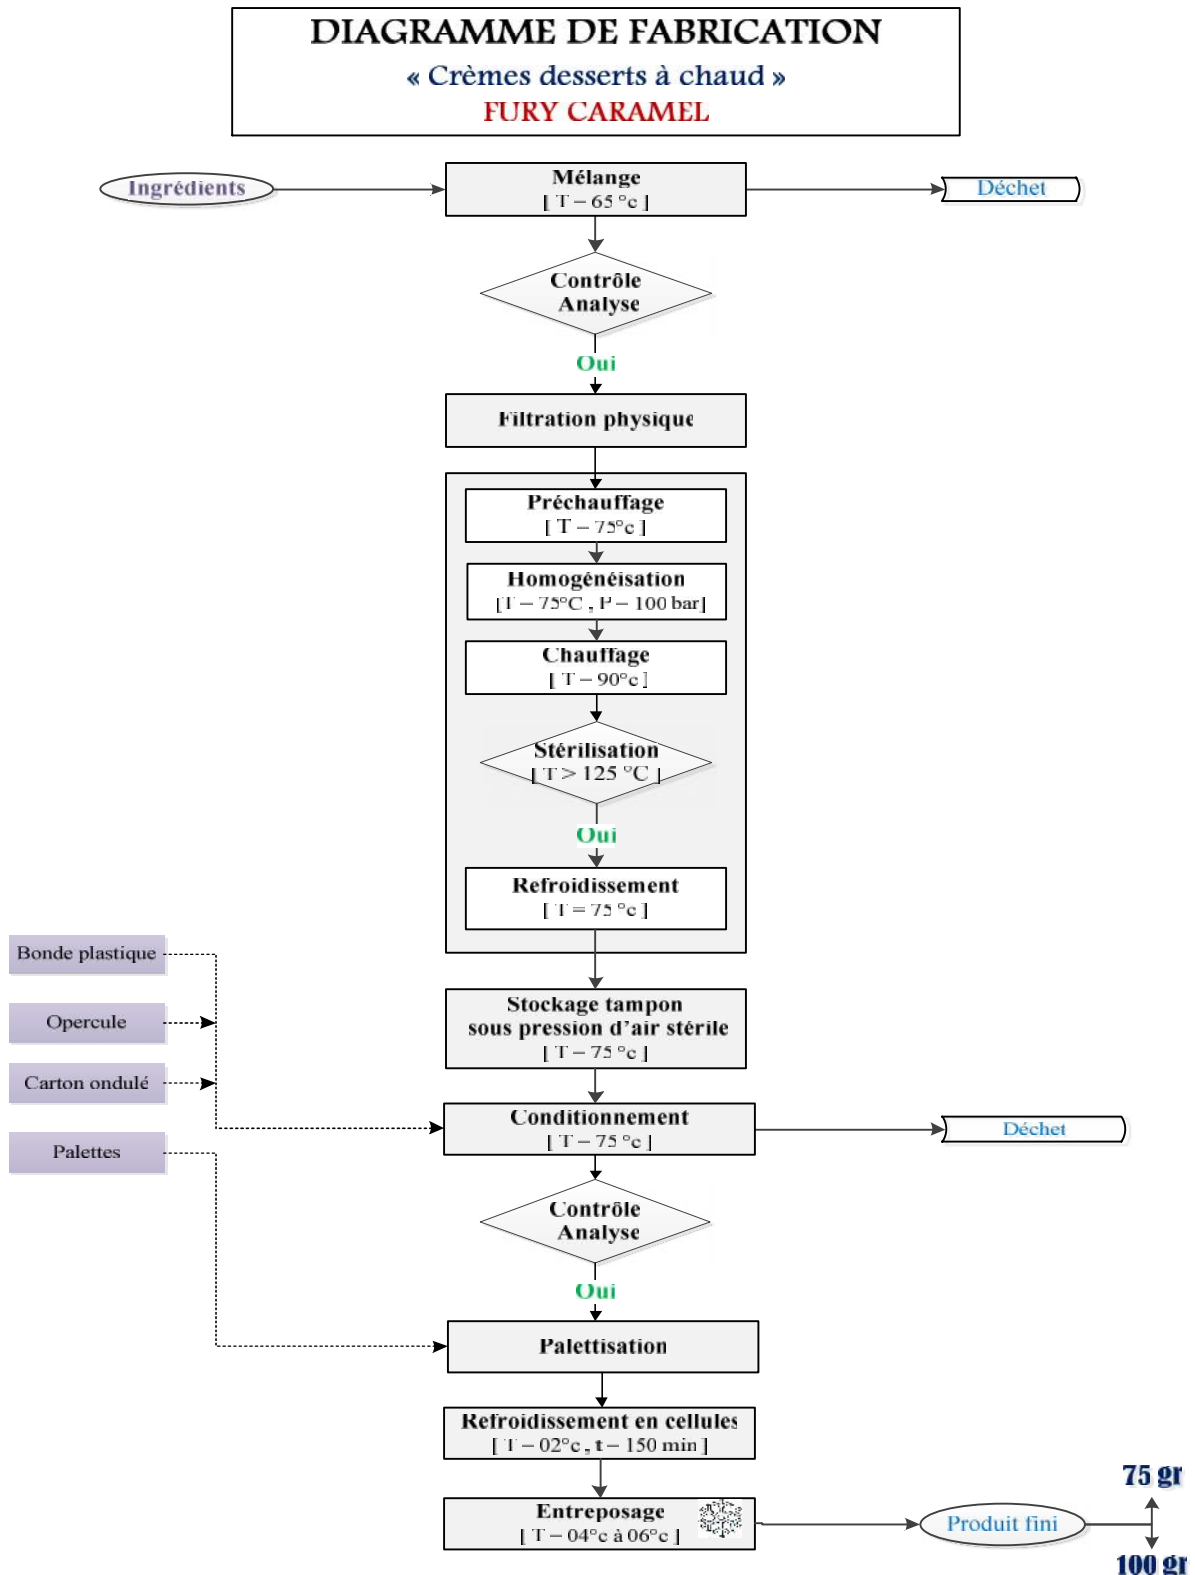 DIAGRAMME DE FABRICATION
« Crèmes desserts à chaud »
FURY CARAMEL
Ingrédients
Mélange
[ T = 65 °c ]
Déchet
Contrôle
Analyse
Oui
Filtration physique
Préchauffage
[ T = 75°c ]
Homogénéisation
[T = 75°C , P = 100 bar]
Chauffage
[ T = 90°c ]
Stérilisation
[ T > 125 °C ]
Oui
Refroidissement
[ T = 75 °c ]
Bonde plastique
Opercule
Carton ondulé
Palettes
Stockage tampon
sous pression d'air stérile
[ T = 75 °c ]
Conditionnement
[ T = 75 °c ]
Déchet
Contrôle
Analyse
Oui
Palettisation
Refroidissement en cellules
[ T = 02°c , t = 150 min ]
Entreposage
[ T = 04°c à 06°c ]
Produit fini
75 gr
100 gr